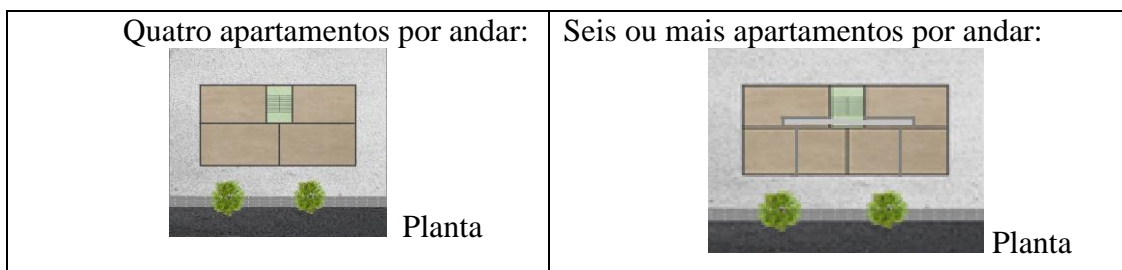 Quatro apartamentos por andar:
Planta
Seis ou mais apartamentos por andar:
Planta